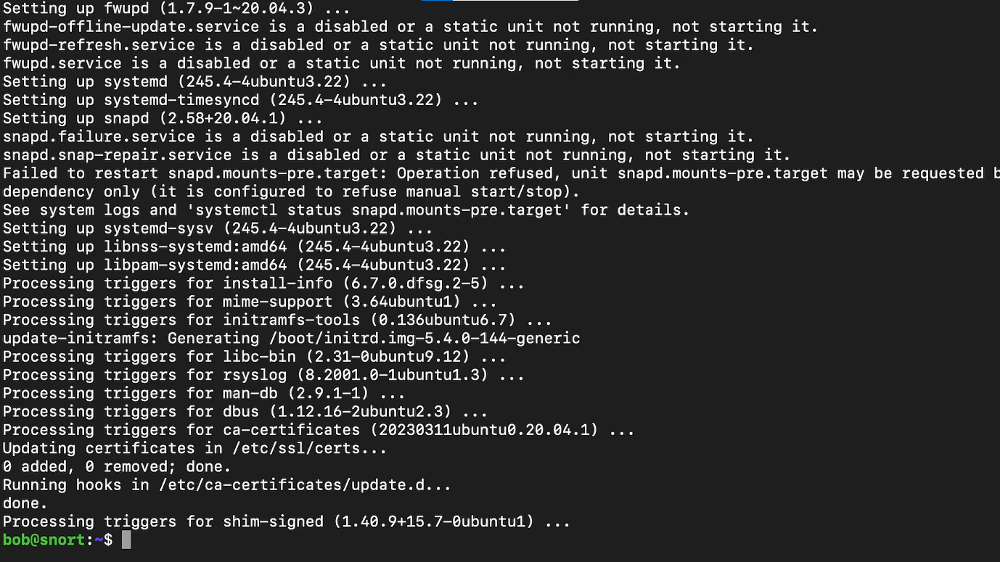 Setting up fwupd (1.7.9-1~20.04.3) ...
fwupd-offline-update.service is a disabled or a static unit not running, not starting it.
fwupd-refresh.service is a disabled or a static unit not running, not starting it.
fwupd.service is a disabled or a static unit not running, not starting it.
Setting up systemd (245.4-4ubuntu3.22) ...
Setting up systemd-timesyncd (245.4-4ubuntu3.22) ...
Setting up snapd (2.58+20.04.1) ...
snapd.failure.service is a disabled or a static unit not running, not starting it.
snapd.snap-repair.service is a disabled or a static unit not running, not starting it.
Failed to restart snapd.mounts-pre.target: Operation refused, unit snapd.mounts-pre.target may be requested b
dependency only (it is configured to refuse manual start/stop).
See system logs and 'systemctl status snapd.mounts-pre.target' for details.
Setting up systemd-sysv (245.4-4ubuntu3.22) ...
Setting up libnss-systemd:amd64 (245.4-4ubuntu3.22) ...
Setting up libpam-systemd:amd64 (245.4-4ubuntu3.22) ...
Processing triggers for install-info (6.7.0.dfsg.2-5) ...
Processing triggers for mime-support (3.64ubuntu1) ...
Processing triggers for initramfs-tools (0.136ubuntu6.7) ...
update-initramfs: Generating /boot/initrd.img-5.4.0-144-generic
Processing triggers for libc-bin (2.31-0ubuntu9.12) ...
Processing triggers for rsyslog (8.2001.0-1ubuntu1.3) ...
Processing triggers for man-db (2.9.1-1) ...
Processing triggers for dbus (1.12.16-2ubuntu2.3) ...
Processing triggers for ca-certificates (20230311ubuntu0.20.04.1) ...
Updating certificates in /etc/ssl/certs...
0 added, 0 removed; done.
Running hooks in /etc/ca-certificates/update.d...
done.
Processing triggers for shim-signed (1.40.9+15.7-0ubuntu1) ...
bob@snort:~$